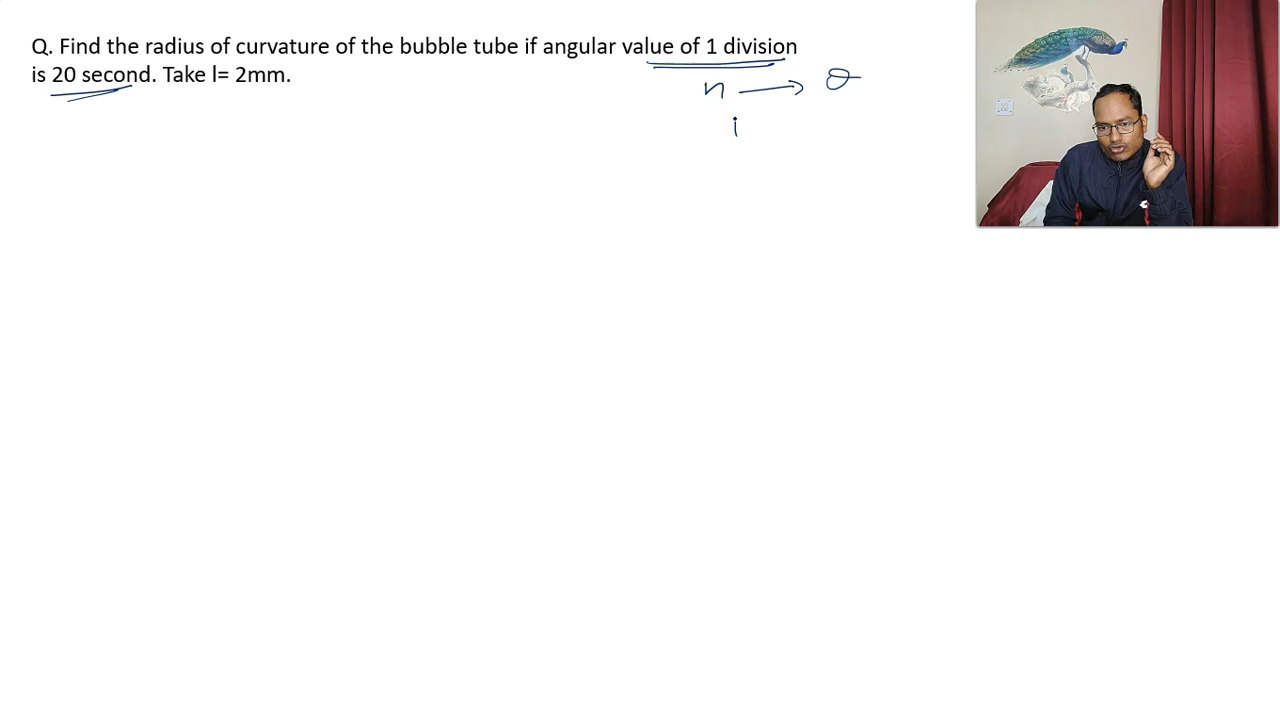 Q. Find the radius of curvature of the bubble tube if angular value of 1 division
is 20 second. Take l= 2mm.
n → θ
i